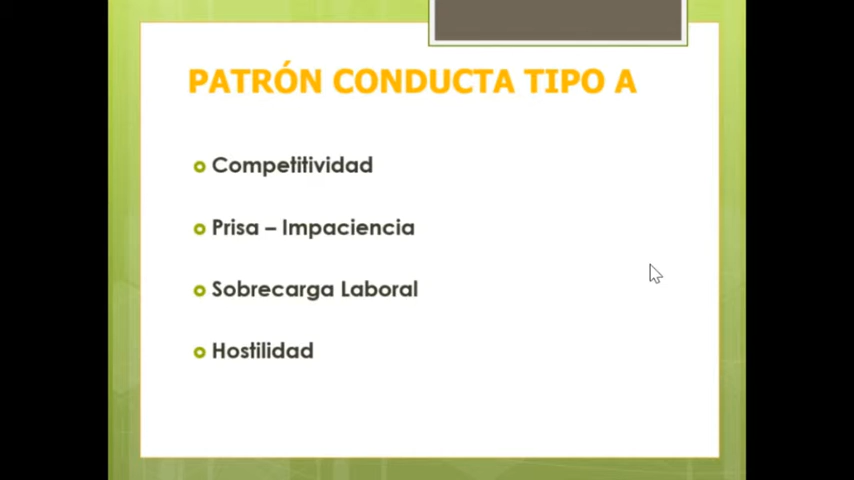 PATRÓN CONDUCTA TIPO A
Competitividad
Prisa – Impaciencia
Sobrecarga Laboral
Hostilidad